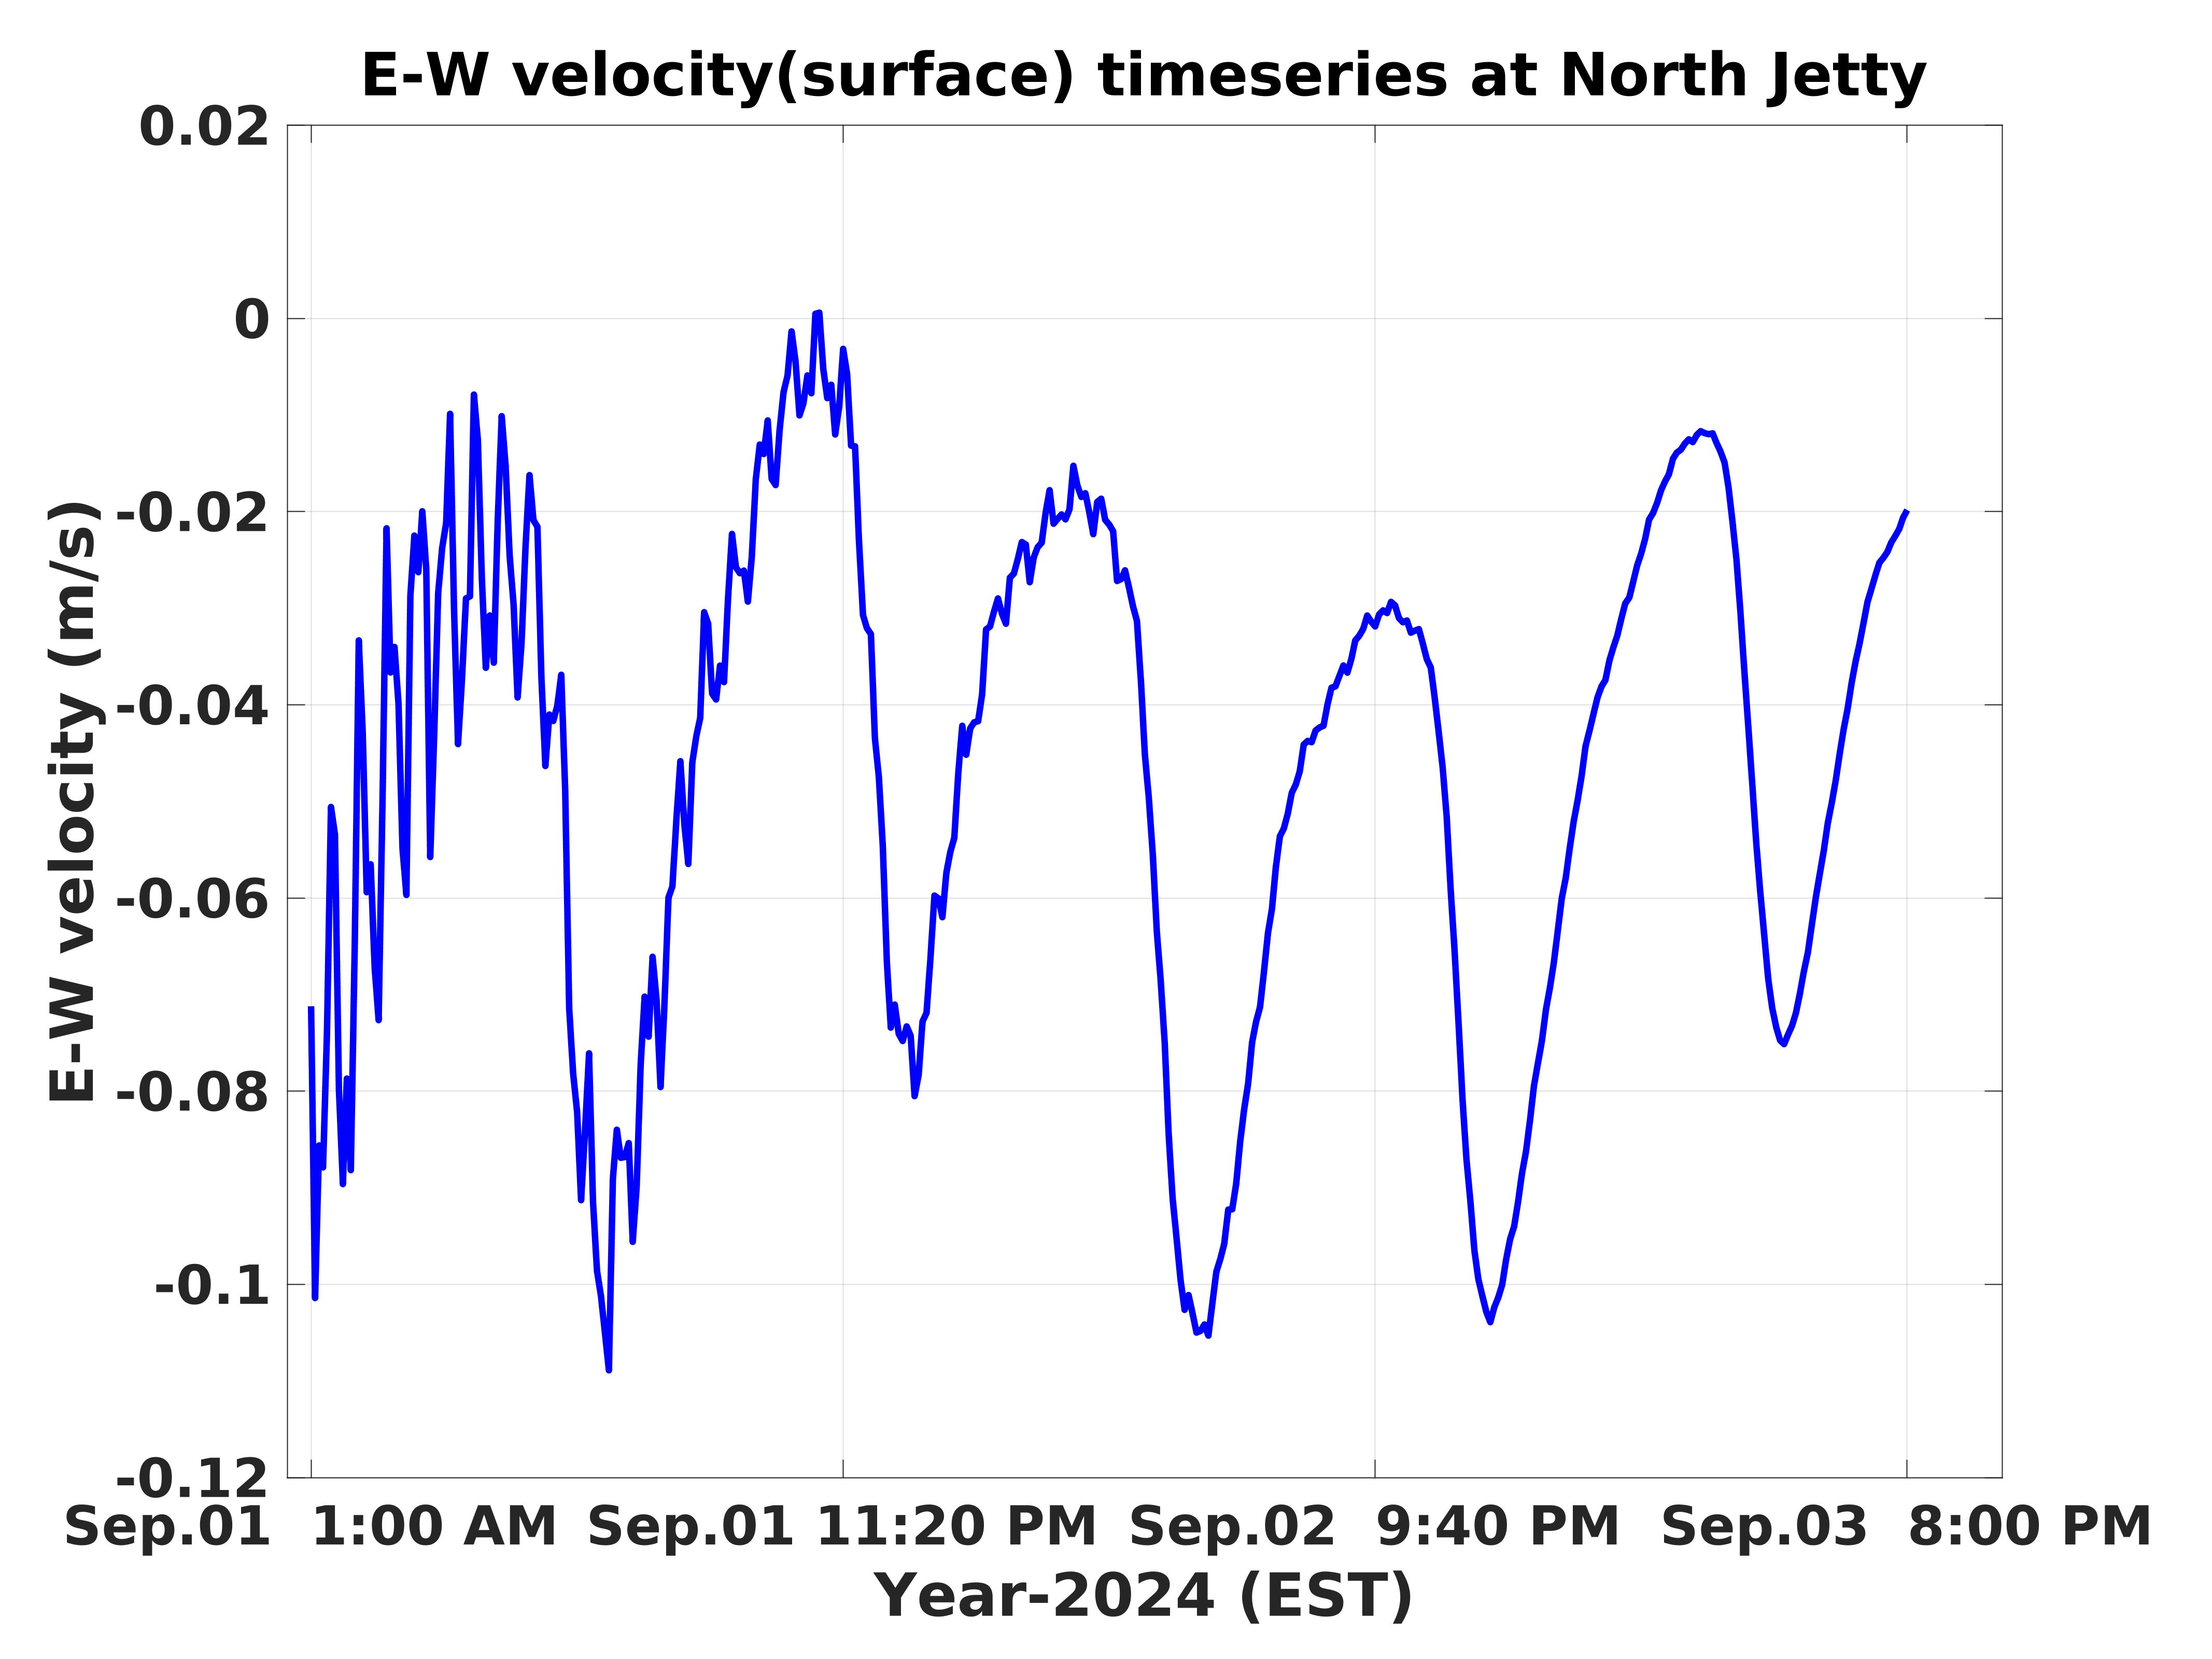 E-W velocity(surface) timeseries at North Jetty
0.02
0
-0.02
-0.04
-0.06
-0.08
-0.1
-0.12
E-W velocity (m/s)
Sep.01 1:00 AM Sep.01 11:20 PM Sep.02 9:40 PM Sep.03 8:00 PM
Year-2024 (EST)